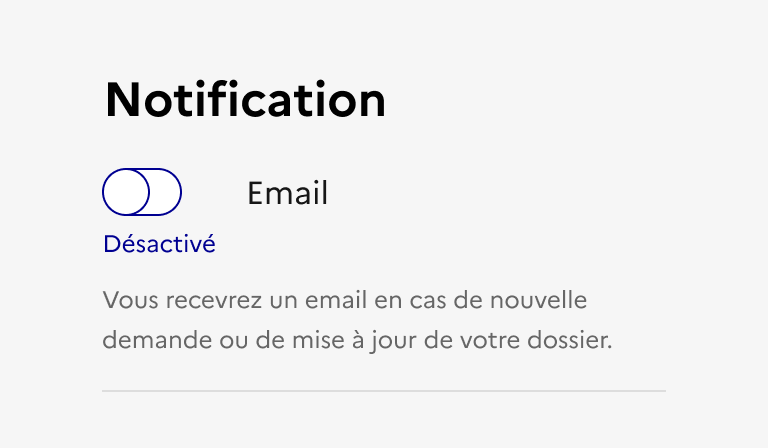 Notification
Email
Désactivé
Vous recevrez un email en cas de nouvelle
demande ou de mise à jour de votre dossier.